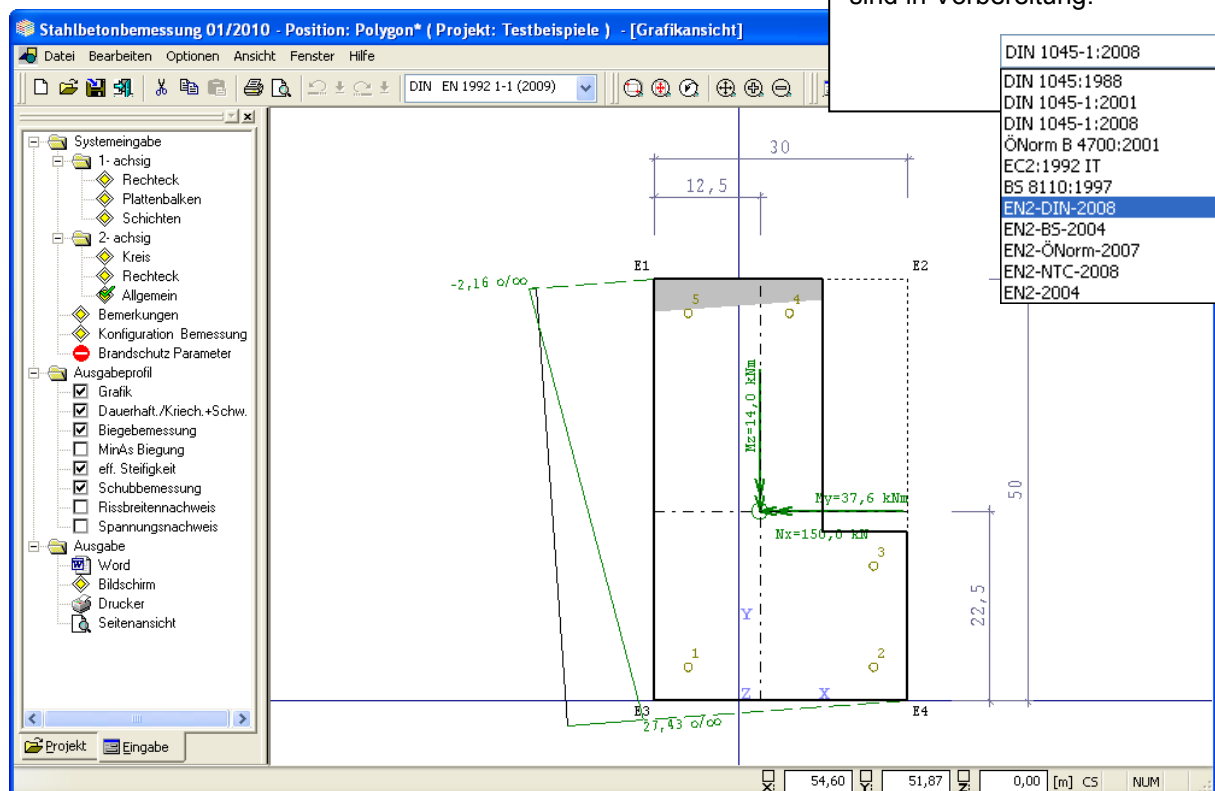 sind in Vorbereitung.
Stahlbetonbemessung 01/2010 - Position: Polygon* ( Projekt: Testbeispiele ) - [Grafikansicht]
Datei Bearbeiten Optionen Ansicht Fenster Hilfe
DIN EN 1992 1-1 (2009)
DIN 1045-1:2008
DIN 1045:1988
DIN 1045-1:2001
DIN 1045-1:2008
ÖNorm B 4700:2001
EC2:1992 IT
BS 8110:1997
EN2-DIN-2008
EN2-BS-2004
EN2-ÖNorm-2007
EN2-NTC-2008
EN2-2004
Systemeingabe
1- achsig
Rechteck
Plattenbalken
Schichten
2- achsig
Kreis
Rechteck
Allgemein
Bemerkungen
Konfiguration Bemessung
Brandschutz Parameter
Ausgabeprofil
Grafik
Dauerhaft./Kriech.+Schw.
Biegebemessung
MinAs Biegung
eff. Steifigkeit
Schubbemessung
Rissbreitennachweis
Spannungsnachweis
Ausgabe
Word
Bildschirm
Drucker
Seitenansicht
Projekt Eingabe
30
12,5
E1 E2
-2,16 o/oo
5 4
Mz=14,0 kNm
My=37,6 kNm
Nx=150,0 kN
50
3
22,5
Y
1 2
Z X
E3 E4
27,43 o/oo
X: 54,60 Y: 51,87 Z: 0,00 [m] CS NUM